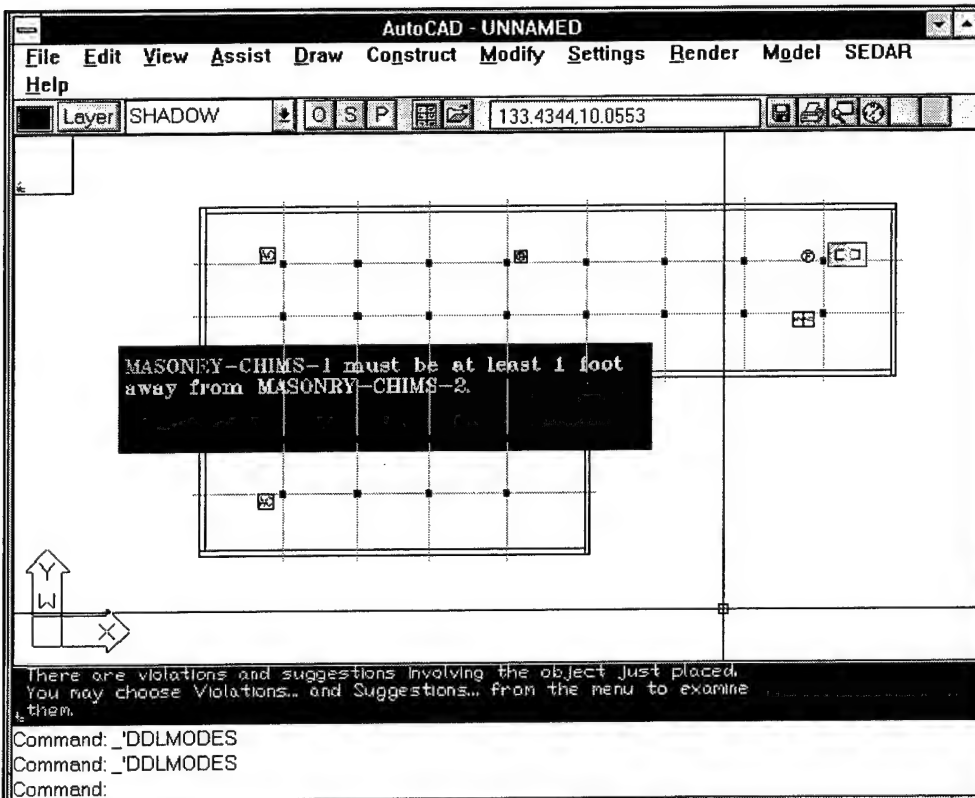 AutoCAD - UNNAMED
File Edit View Assist Draw Construct Modify Settings Render Model SEDAR
Help
Layer SHADOW O S P 133.4344,10.0553
MASONRY-CHIMS-1 must be at least 1 foot
away from MASONRY-CHIMS-2.
Y
W
X
There are violations and suggestions involving the object just placed.
You may choose Violations... and Suggestions... from the menu to examine
them.
Command: _'DDLMODES
Command: _'DDLMODES
Command: